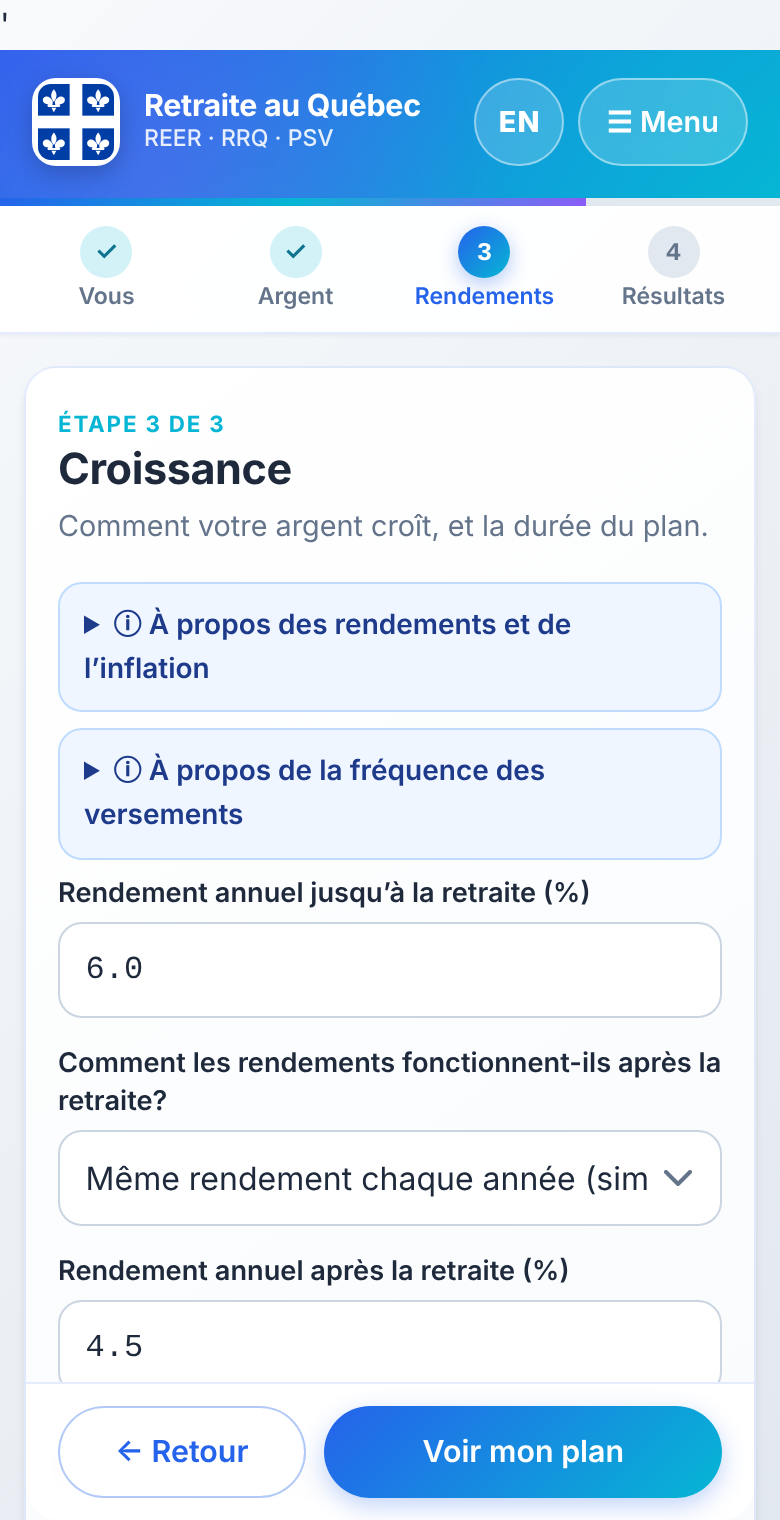 '
Retraite au Québec
REER · RRQ · PSV
EN
☰ Menu
✓
✓
3
4
Vous
Argent
Rendements
Résultats
ÉTAPE 3 DE 3
Croissance
Comment votre argent croît, et la durée du plan.
▶ ⓘ À propos des rendements et de
l’inflation
▶ ⓘ À propos de la fréquence des
versements
Rendement annuel jusqu’à la retraite (%)
6.0
Comment les rendements fonctionnent-ils après la
retraite?
Même rendement chaque année (sim
Rendement annuel après la retraite (%)
4.5
← Retour
Voir mon plan